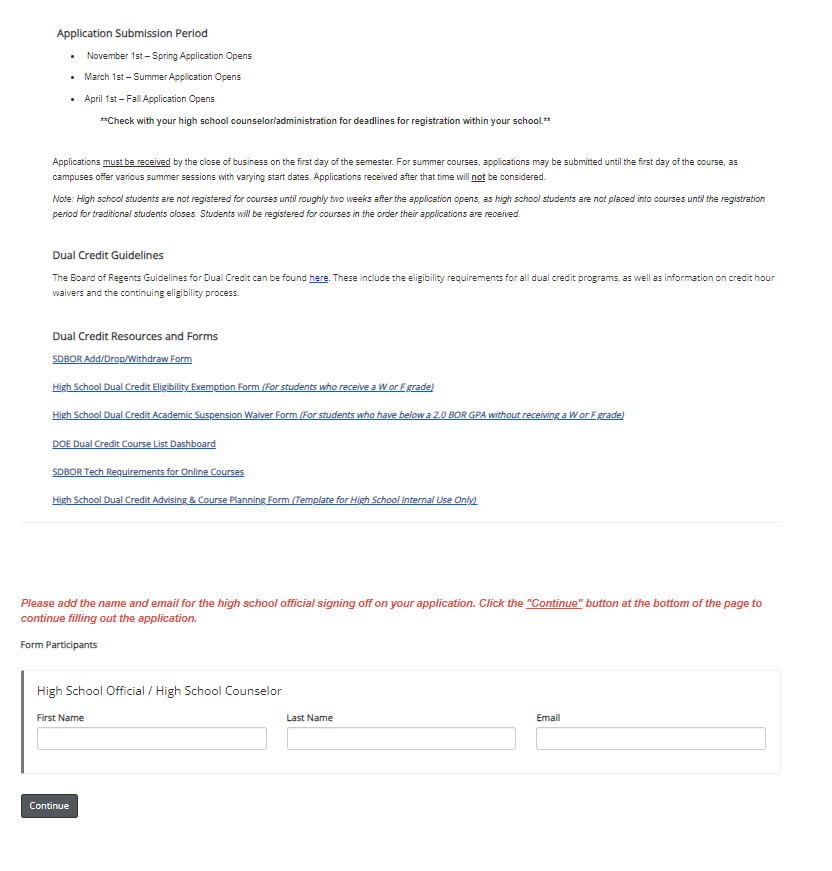 Application Submission Period
• November 1st – Spring Application Opens
• March 1st – Summer Application Opens
• April 1st – Fall Application Opens
**Check with your high school counselor/administration for deadlines for registration within your school.**
Applications must be received by the close of business on the first day of the semester. For summer courses, applications may be submitted until the first day of the course, as
campuses offer various summer sessions with varying start dates. Applications received after that time will not be considered.
Note: High school students are not registered for courses until roughly two weeks after the application opens, as high school students are not placed into courses until the registration
period for traditional students closes. Students will be registered for courses in the order their applications are received.
Dual Credit Guidelines
The Board of Regents Guidelines for Dual Credit can be found here. These include the eligibility requirements for all dual credit programs, as well as information on credit hour
waivers and the continuing eligibility process.
Dual Credit Resources and Forms
SDBOR Add/Drop/Withdraw Form
High School Dual Credit Eligibility Exemption Form (For students who receive a W or F grade)
High School Dual Credit Academic Suspension Waiver Form (For students who have below a 2.0 BOR GPA without receiving a W or F grade)
DOE Dual Credit Course List Dashboard
SDBOR Tech Requirements for Online Courses
High School Dual Credit Advising & Course Planning Form (Template for High School Internal Use Only)
Please add the name and email for the high school official signing off on your application. Click the "Continue" button at the bottom of the page to
continue filling out the application.
Form Participants
High School Official / High School Counselor
First Name Last Name Email
Continue